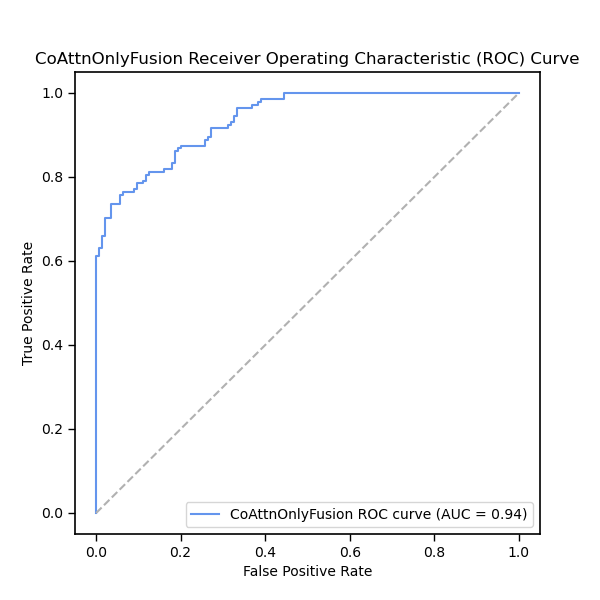 CoAttnOnlyFusion Receiver Operating Characteristic (ROC) Curve
1.0
0.8
0.6
0.4
0.2
0.0
True Positive Rate
CoAttnOnlyFusion ROC curve (AUC = 0.94)
0.0 0.2 0.4 0.6 0.8 1.0
False Positive Rate